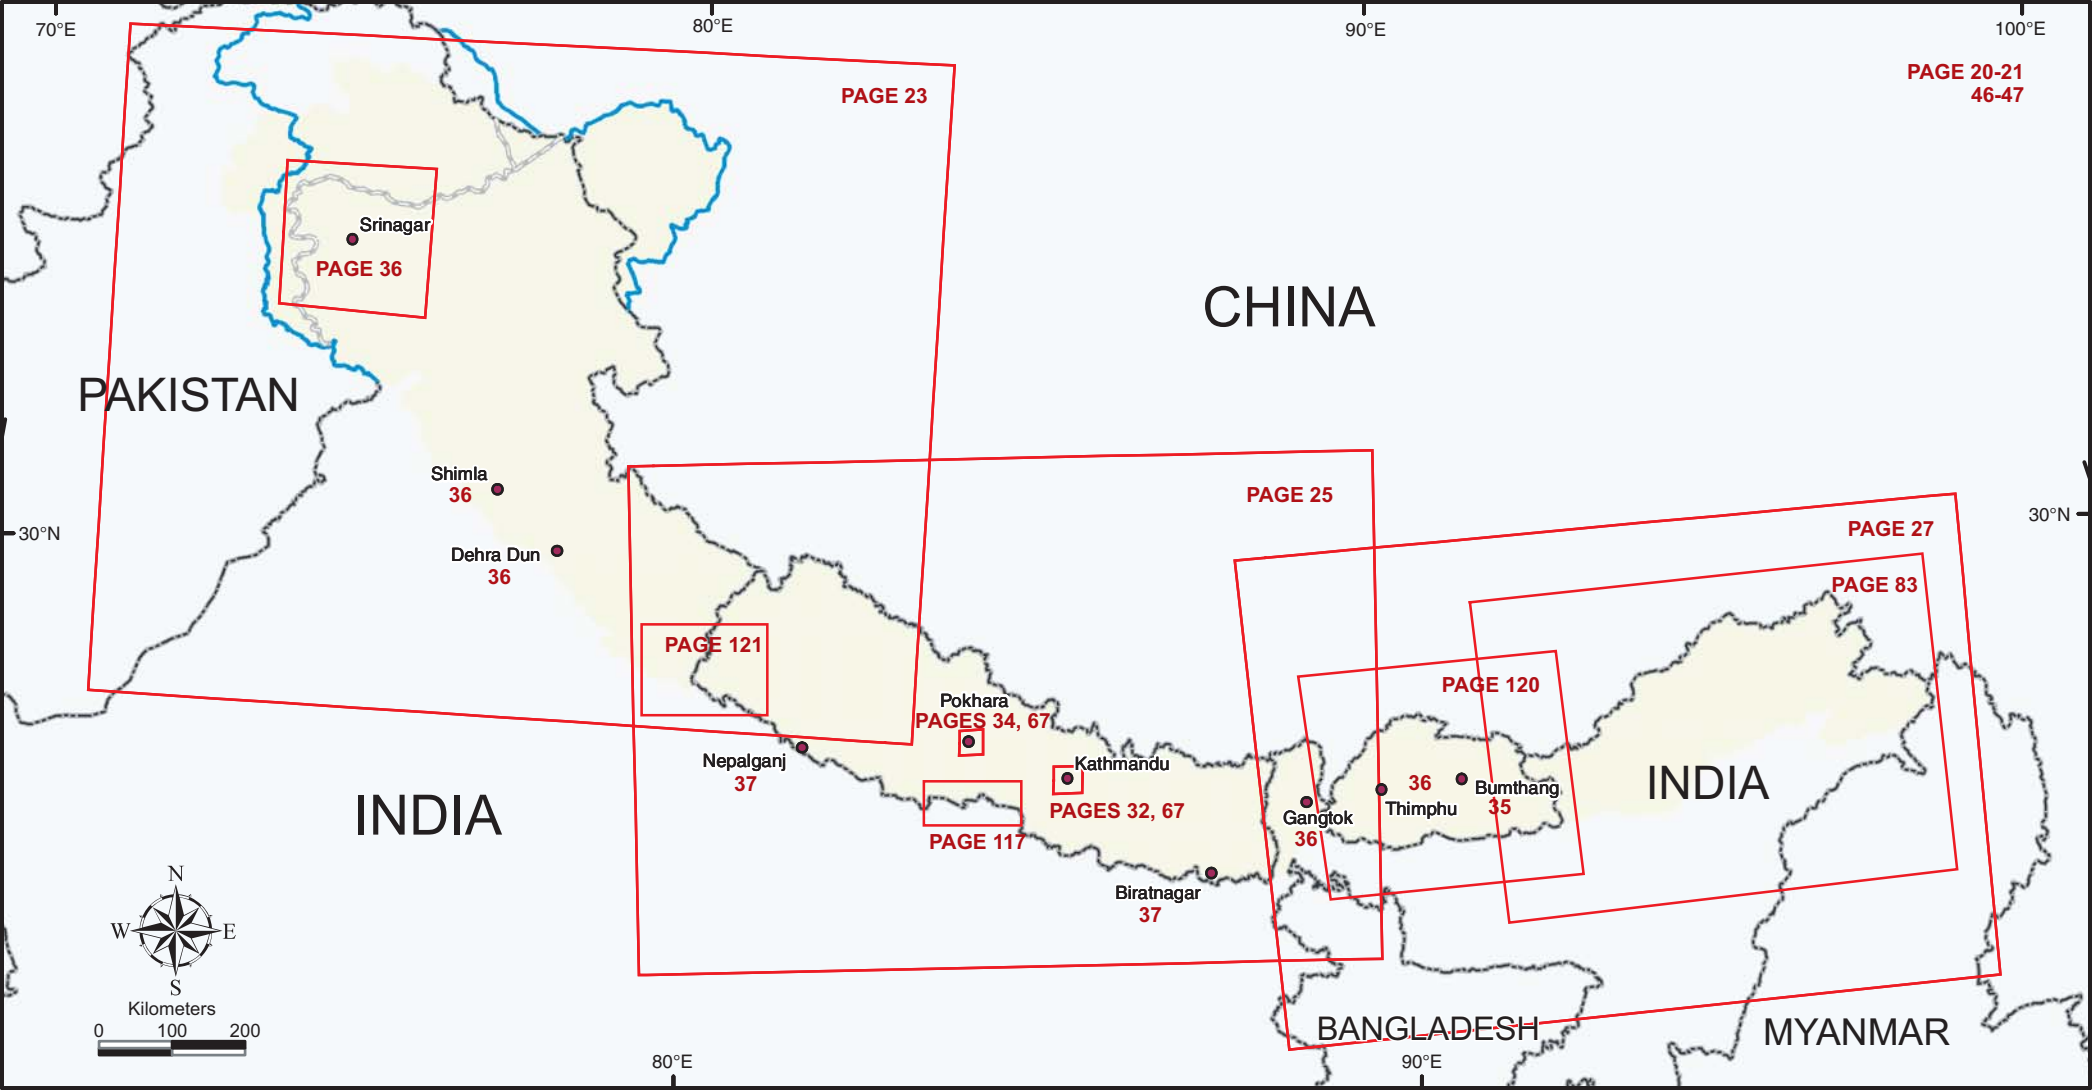 70°E
80°E
90°E
100°E
PAGE 20-21
46-47
PAGE 23
Srinagar
PAGE 36
CHINA
PAKISTAN
Shimla
36
PAGE 25
30°N
30°N
PAGE 27
Dehra Dun
36
PAGE 83
PAGE 121
PAGE 120
Pokhara
PAGES 34, 67
Nepalganj
37
Kathmandu
PAGES 32, 67
36
Bumthang
35
Thimphu
INDIA
Gangtok
36
INDIA
PAGE 117
Biratnagar
37
N
W
E
S
Kilometers
0 100 200
BANGLADESH
MYANMAR
80°E
90°E